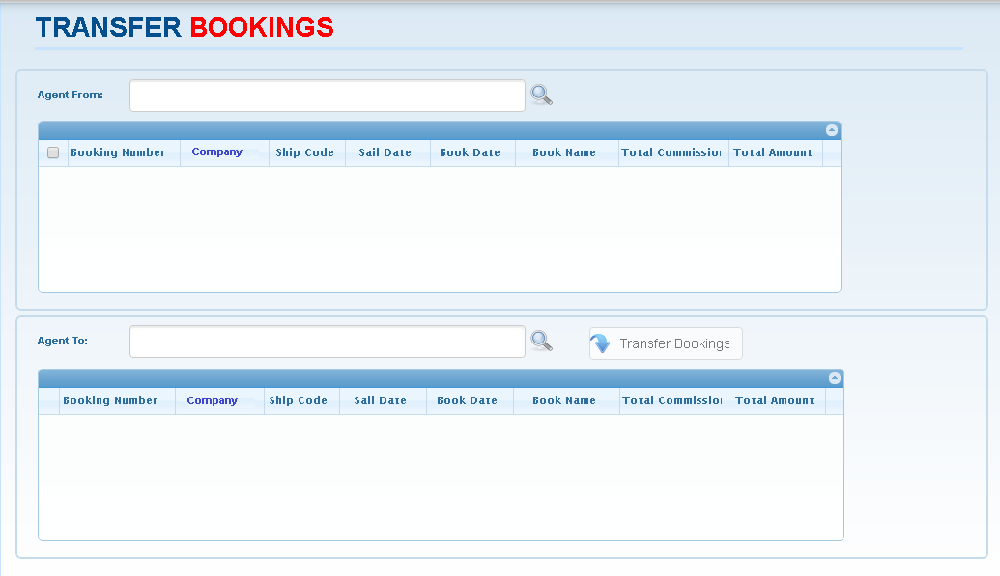 TRANSFER BOOKINGS
Agent From:
Booking Number Company Ship Code Sail Date Book Date Book Name Total Commissio Total Amount
Agent To:
Transfer Bookings
Booking Number Company Ship Code Sail Date Book Date Book Name Total Commissio Total Amount